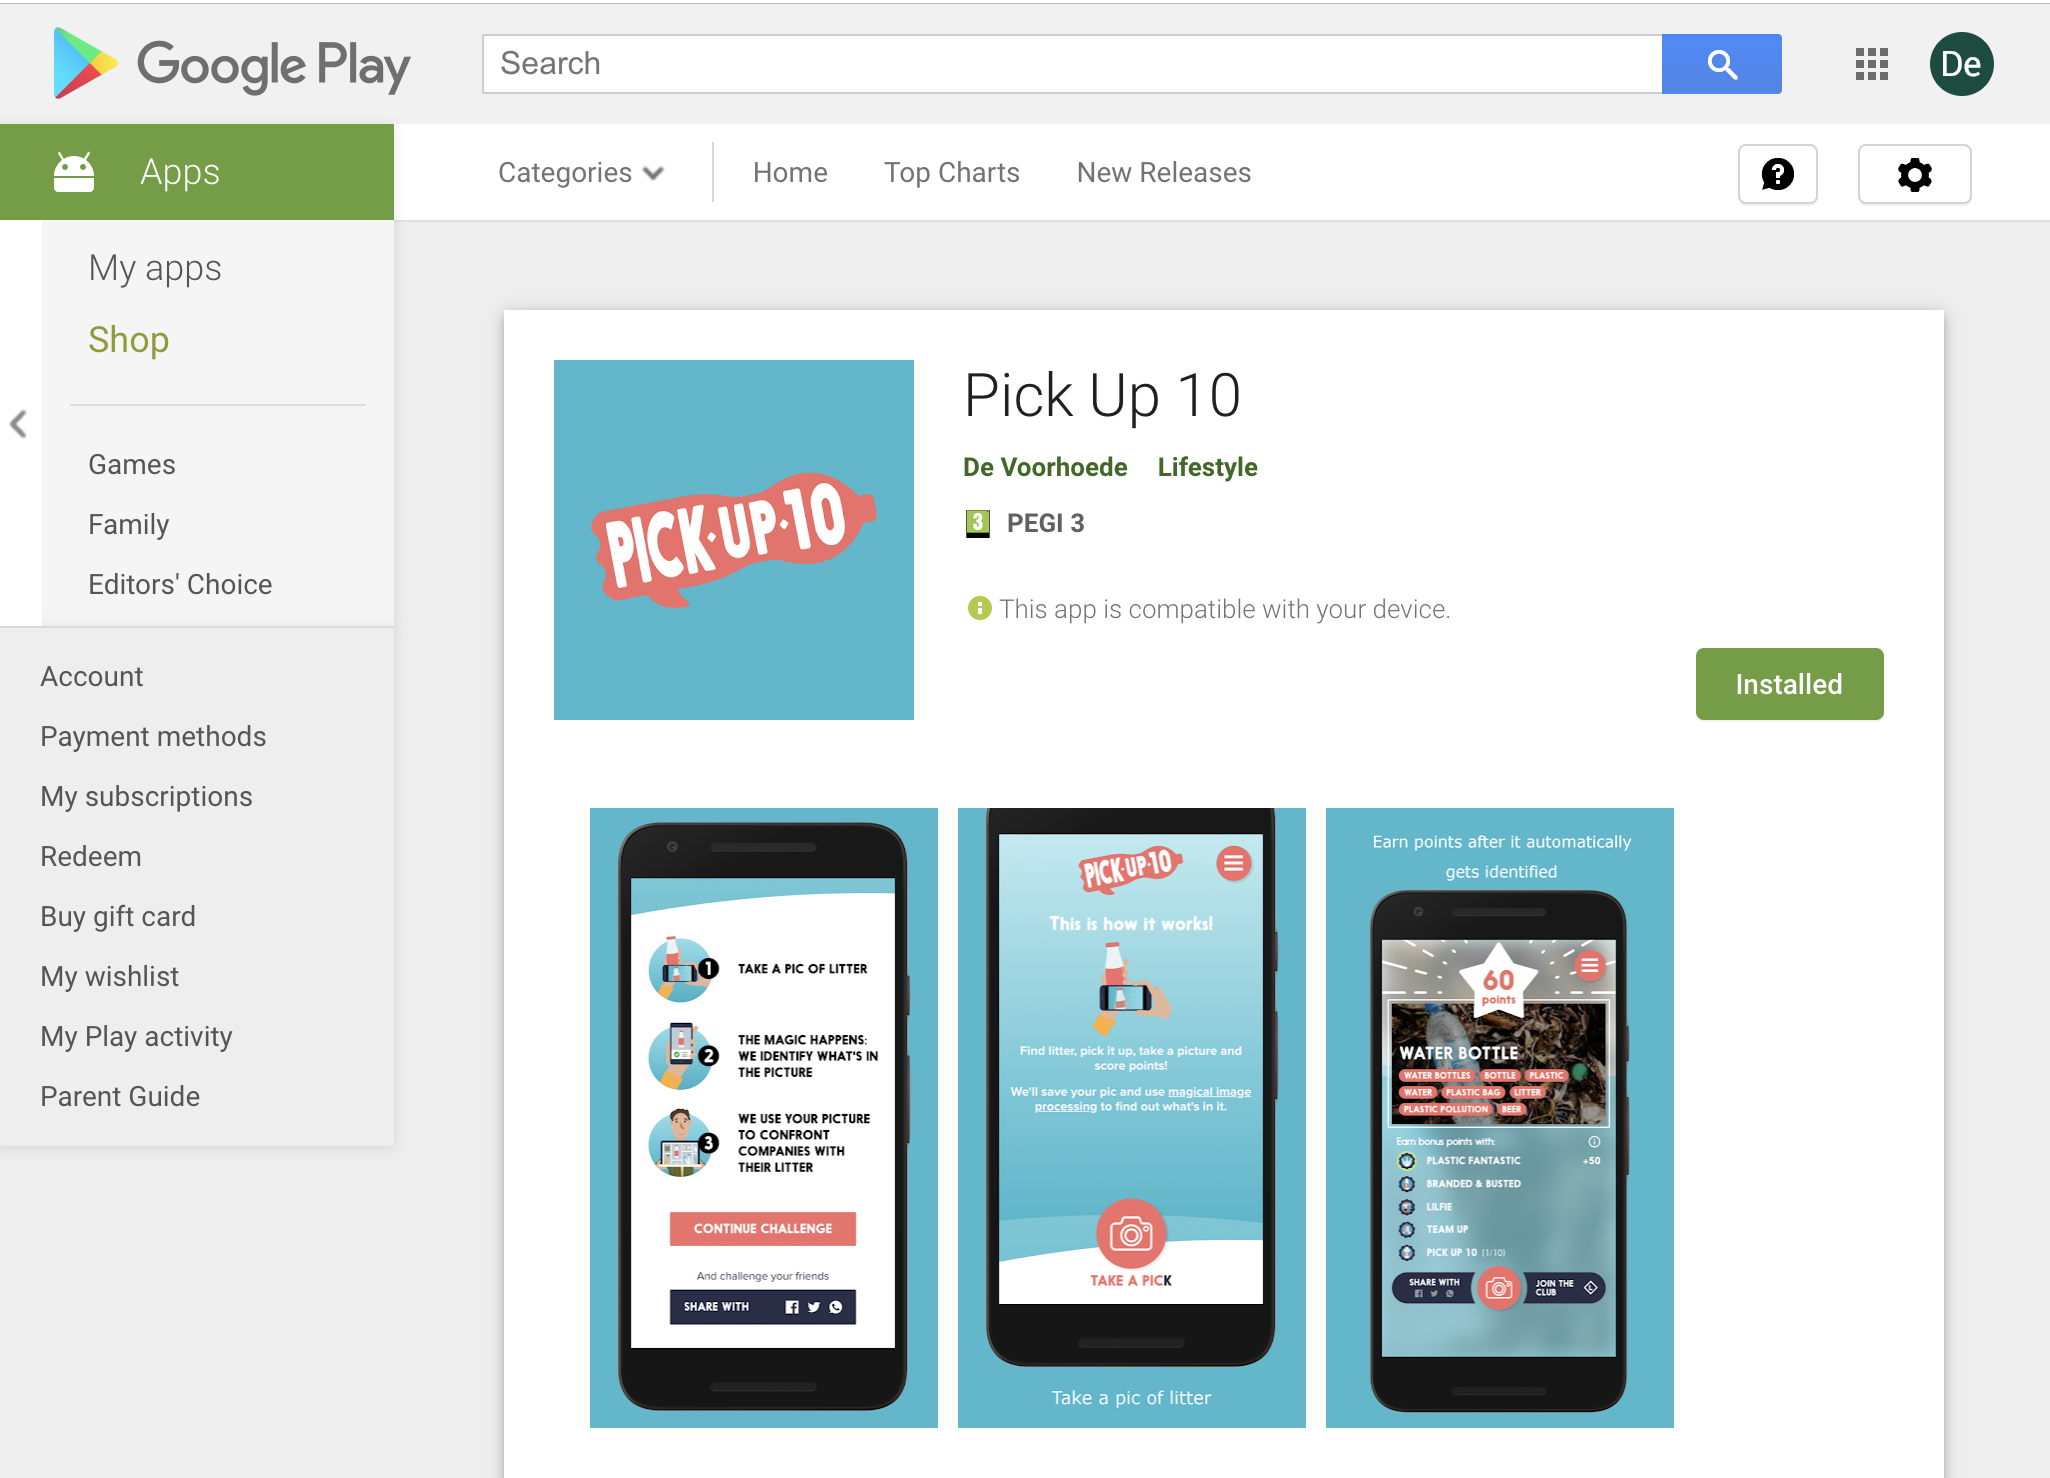 Google Play
Search
De
Apps
Categories
Home
Top Charts
New Releases
My apps
Shop
Games
Family
Editors' Choice
Account
Payment methods
My subscriptions
Redeem
Buy gift card
My wishlist
My Play activity
Parent Guide
PICK·UP·10
Pick Up 10
De Voorhoede Lifestyle
3 PEGI 3
This app is compatible with your device.
Installed
1 TAKE A PIC OF LITTER
2 THE MAGIC HAPPENS:
WE IDENTIFY WHAT'S IN
THE PICTURE
3 WE USE YOUR PICTURE
TO CONFRONT
COMPANIES WITH
THEIR LITTER
CONTINUE CHALLENGE
And challenge your friends
SHARE WITH
PICK·UP·10
This is how it works!
Find litter, pick it up, take a picture and
score points!
We'll save your pic and use magical image
processing to find out what's in it.
TAKE A PICK
Take a pic of litter
Earn points after it automatically
gets identified
60
points
WATER BOTTLE
WATER BOTTLES BOTTLE PLASTIC
WATER PLASTIC BAG LITTER
PLASTIC POLLUTION BEER
Earn bonus points with:
PLASTIC FANTASTIC +50
BRANDED & BUSTED
LILFIE
TEAM UP
PICK UP 10 (1/10)
SHARE WITH
JOIN THE
CLUB